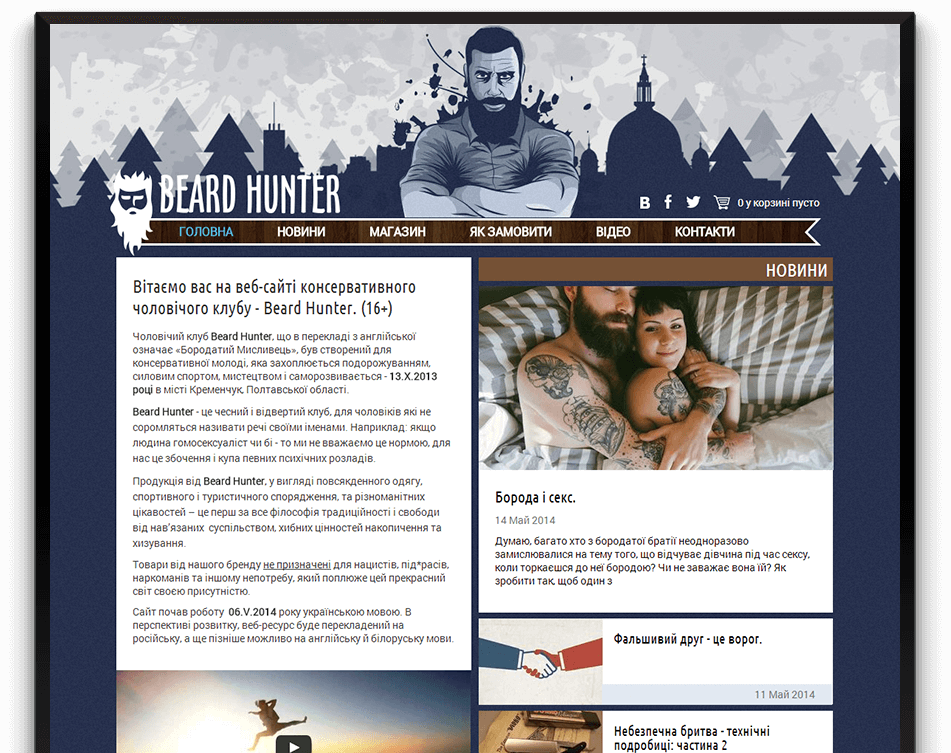 BEARD HUNTER
0 у корзині пусто
ГОЛОВНА НОВИНИ МАГАЗИН ЯК ЗАМОВИТИ ВІДЕО КОНТАКТИ
Вітаємо вас на веб-сайті консервативного
чоловічого клубу - Beard Hunter. (16+)
Чоловічий клуб Beard Hunter, що в перекладі з англійської
означає «Бородатий Мисливець», був створений для
консервативної молоді, яка захоплюється подорожуванням,
силовим спортом, мистецтвом і саморозвивається - 13.X.2013
році в місті Кременчук, Полтавської області.
Beard Hunter - це чесний і відвертий клуб, для чоловіків які не
соромляться називати речі своїми іменами. Наприклад: якщо
людина гомосексуаліст чи бі - то ми не вважаємо це нормою, для
нас це збочення і купа певних психічних розладів.
Продукція від Beard Hunter, у вигляді повсякденного одягу,
спортивного і туристичного спорядження, та різноманітних
цікавостей – це перш за все філософія традиційності і свободи
від нав'язаних суспільством, хибних цінностей накопичення та
хизування.
Товари від нашого бренду не призначені для нацистів, під*расів,
наркоманів та іншому непотребу, який поплюже цей прекрасний
світ своєю присутністю.
Сайт почав роботу 06.V.2014 року українською мовою. В
перспективі розвитку, веб-ресурс буде перекладений на
російську, а ще пізніше можливо на англійську й білоруську мови.
НОВИНИ
Борода і секс.
14 Май 2014
Думаю, багато хто з бородатої братії неодноразово
замислювалися на тему того, що відчуває дівчина під час сексу,
коли торкаєшся до неї бородою? Чи не заважає вона їй? Як
зробити так, щоб один з
Фальшивий друг - це ворог.
11 Май 2014
Небезпечна бритва - технічні
подробиці: частина 2